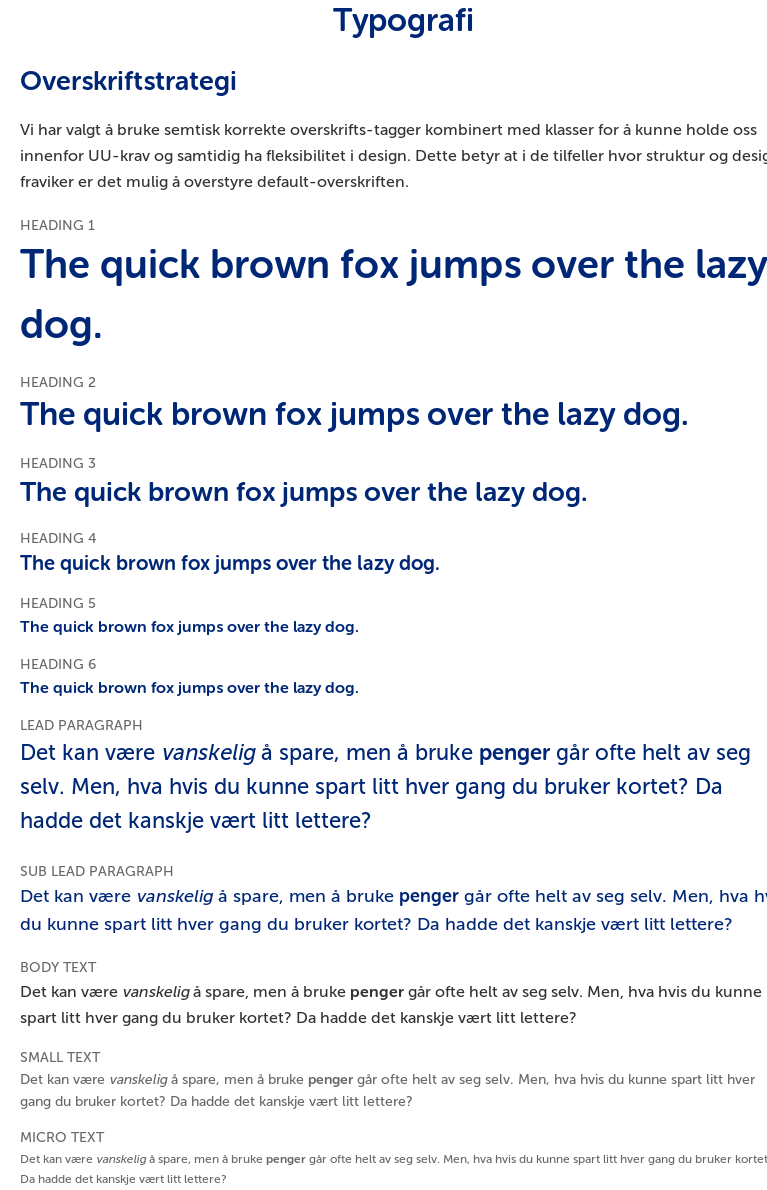 Typografi
Overskriftstrategi
Vi har valgt å bruke semtisk korrekte overskrifts-tagger kombinert med klasser for å kunne holde oss
innenfor UU-krav og samtidig ha fleksibilitet i design. Dette betyr at i de tilfeller hvor struktur og
fraviker er det mulig å overstyre default-overskriften.
HEADING 1
The quick brown fox jumps over the lazy
dog.
HEADING 2
The quick brown fox jumps over the lazy dog.
HEADING 3
The quick brown fox jumps over the lazy dog.
HEADING 4
The quick brown fox jumps over the lazy dog.
HEADING 5
The quick brown fox jumps over the lazy dog.
HEADING 6
The quick brown fox jumps over the lazy dog.
LEAD PARAGRAPH
Det kan være vanskelig å spare, men å bruke penger går ofte helt av seg
selv. Men, hva hvis du kunne spart litt hver gang du bruker kortet? Da
hadde det kanskje vært litt lettere?
SUB LEAD PARAGRAPH
Det kan være vanskelig å spare, men å bruke penger går ofte helt av seg selv. Men, hva
du kunne spart litt hver gang du bruker kortet? Da hadde det kanskje vært litt lettere?
BODY TEXT
Det kan være vanskelig å spare, men å bruke penger går ofte helt av seg selv. Men, hva hvis du kunne
spart litt hver gang du bruker kortet? Da hadde det kanskje vært litt lettere?
SMALL TEXT
Det kan være vanskelig å spare, men å bruke penger går ofte helt av seg selv. Men, hva hvis du kunne spart litt hver
gang du bruker kortet? Da hadde det kanskje vært litt lettere?
MICRO TEXT
Det kan være vanskelig å spare, men å bruke penger går ofte helt av seg selv. Men, hva hvis du kunne spart litt hver gang du bruker kortet
Da hadde det kanskje vært litt lettere?